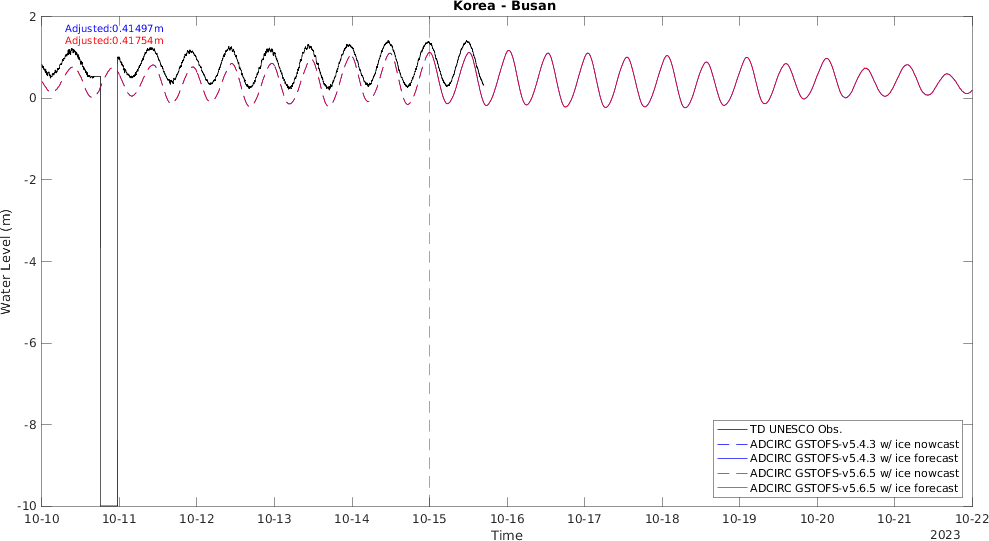 Korea - Busan
Adjusted:0.41497m
Adjusted:0.41754m
2
0
-2
-4
-6
-8
-10
Water Level (m)
TD UNESCO Obs.
ADCIRC GSTOFS-v5.4.3 w/ ice nowcast
ADCIRC GSTOFS-v5.4.3 w/ ice forecast
ADCIRC GSTOFS-v5.6.5 w/ ice nowcast
ADCIRC GSTOFS-v5.6.5 w/ ice forecast
10-10 10-11 10-12 10-13 10-14 10-15 10-16 10-17 10-18 10-19 10-20 10-21 10-22
Time
2023